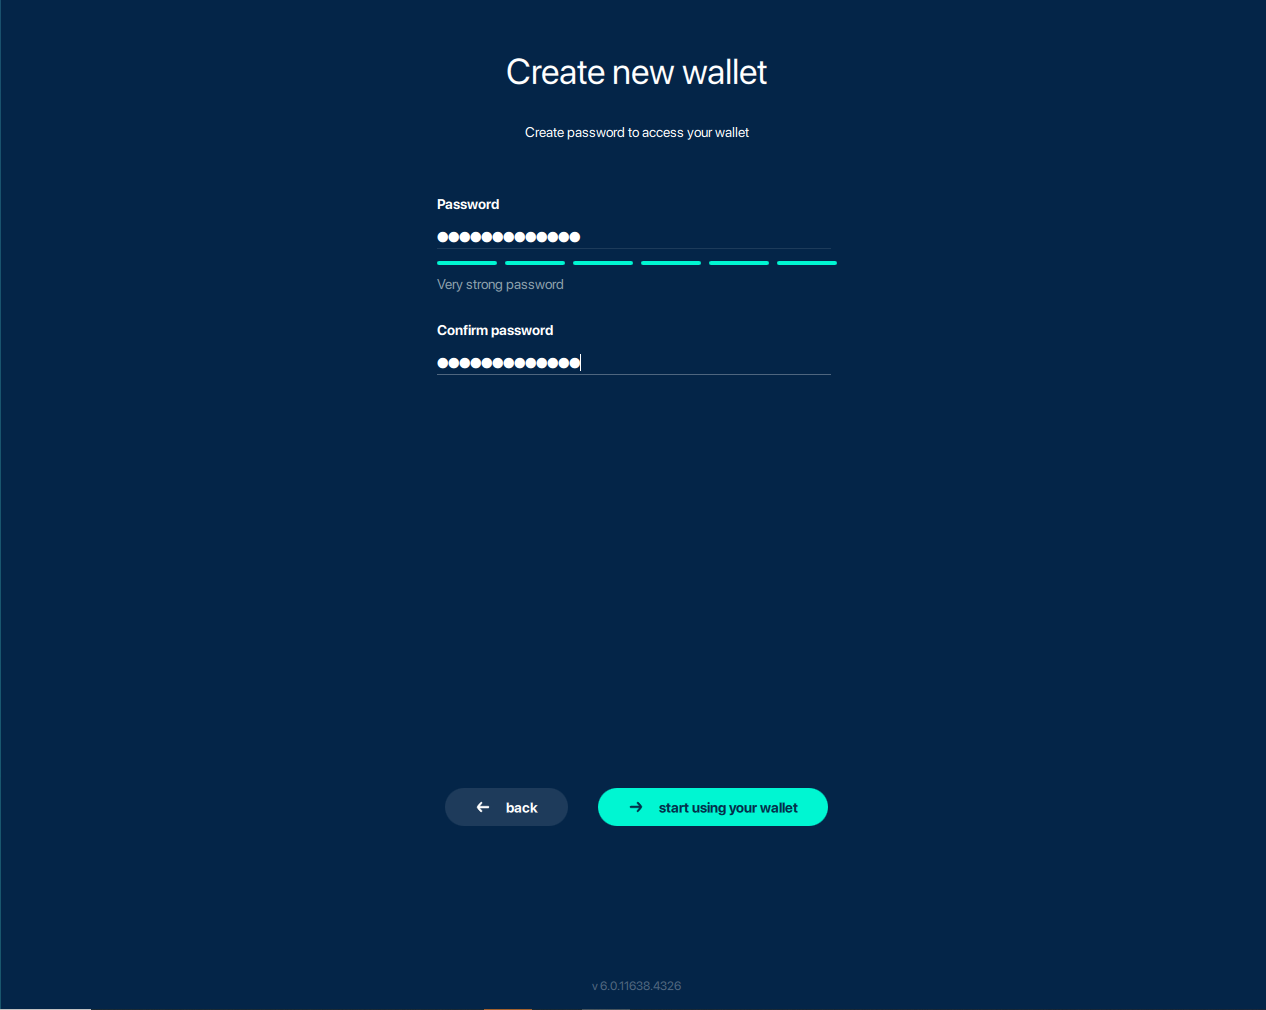 Create new wallet
Create password to access your wallet
Password
●●●●●●●●●●●●●
Very strong password
Confirm password
●●●●●●●●●●●●●
back
start using your wallet
v 6.0.11638.4326